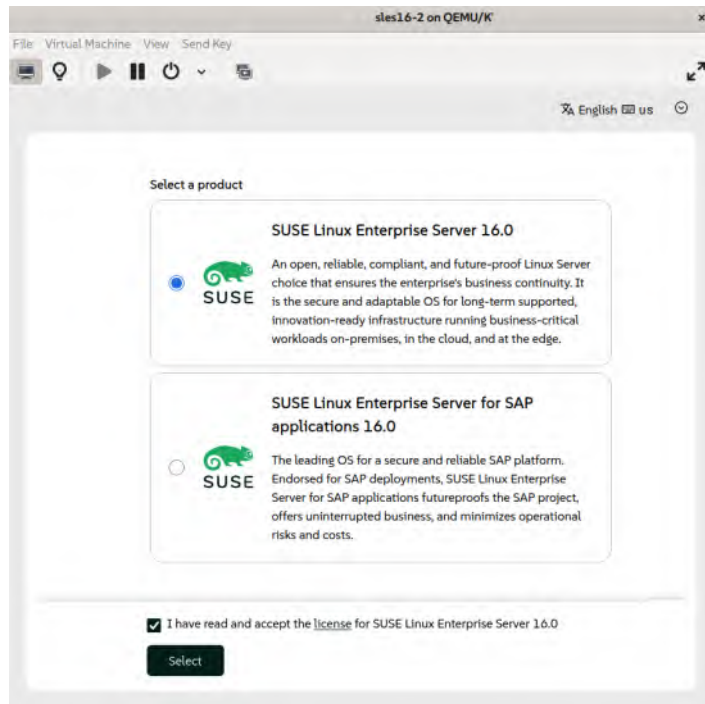 sles16-2 on QEMU/K
File Virtual Machine View Send Key
English us
Select a product
SUSE Linux Enterprise Server 16.0
An open, reliable, compliant, and future-proof Linux Server
choice that ensures the enterprise's business continuity. It
is the secure and adaptable OS for long-term supported,
innovation-ready infrastructure running business-critical
workloads on-premises, in the cloud, and at the edge.
SUSE
SUSE Linux Enterprise Server for SAP
applications 16.0
The leading OS for a secure and reliable SAP platform.
Endorsed for SAP deployments, SUSE Linux Enterprise
Server for SAP applications futureproofs the SAP project,
offers uninterrupted business, and minimizes operational
risks and costs.
SUSE
I have read and accept the license for SUSE Linux Enterprise Server 16.0
Select